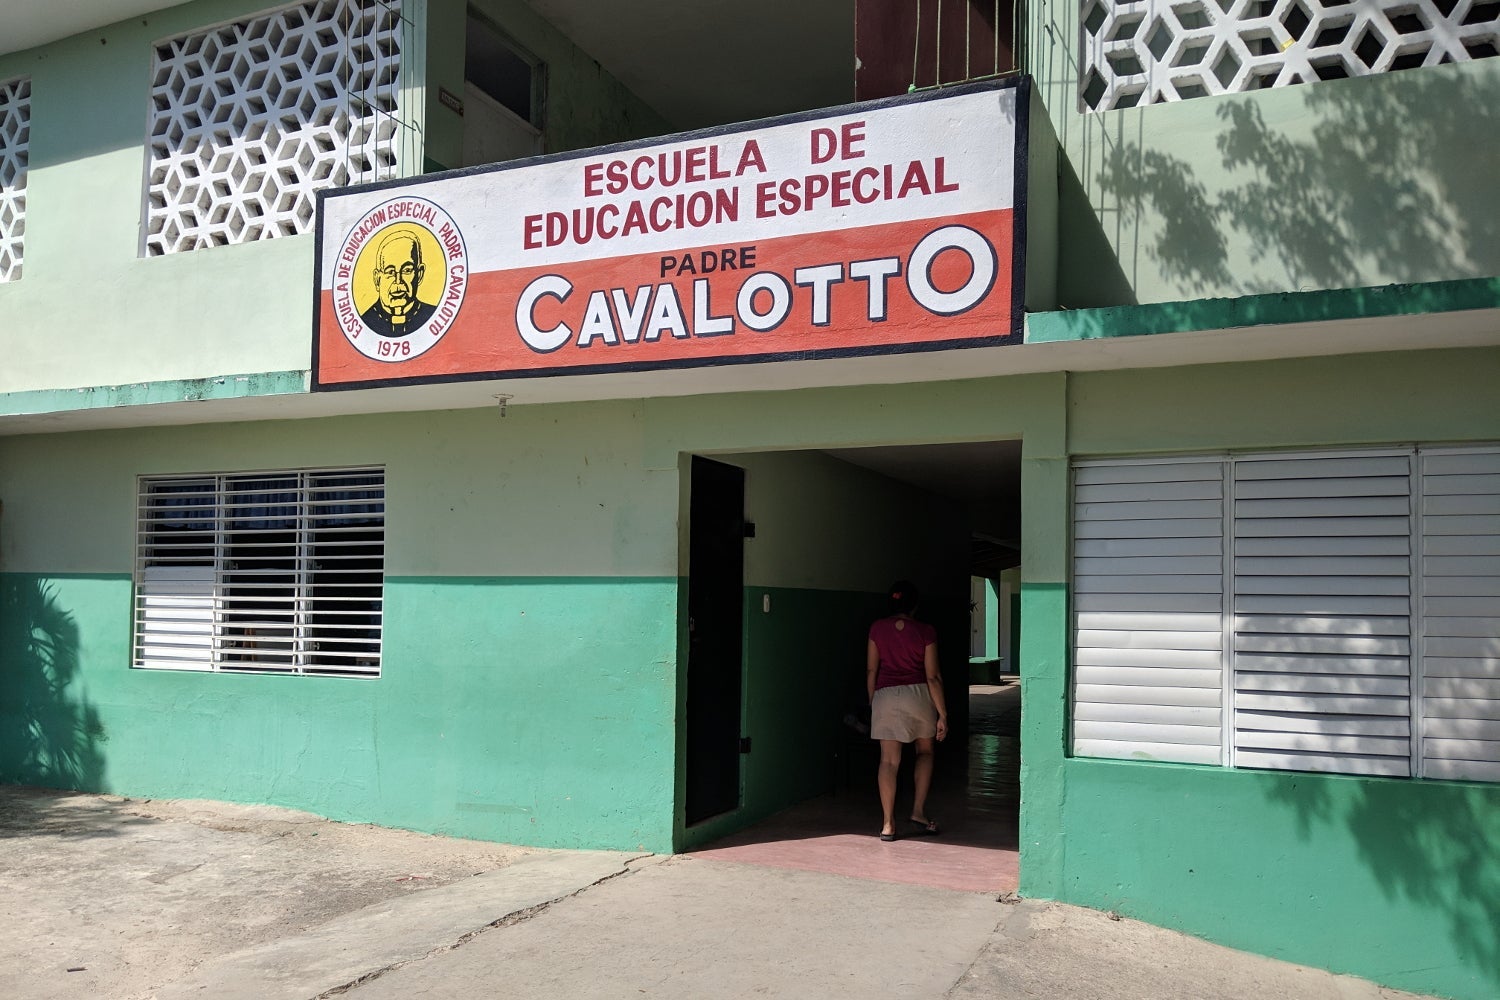 ESCUELA DE
EDUCACION ESPECIAL
PADRE
CAVALOTTO
ESCUELA DE EDUCACION ESPECIAL PADRE CAVALOTTO
1978